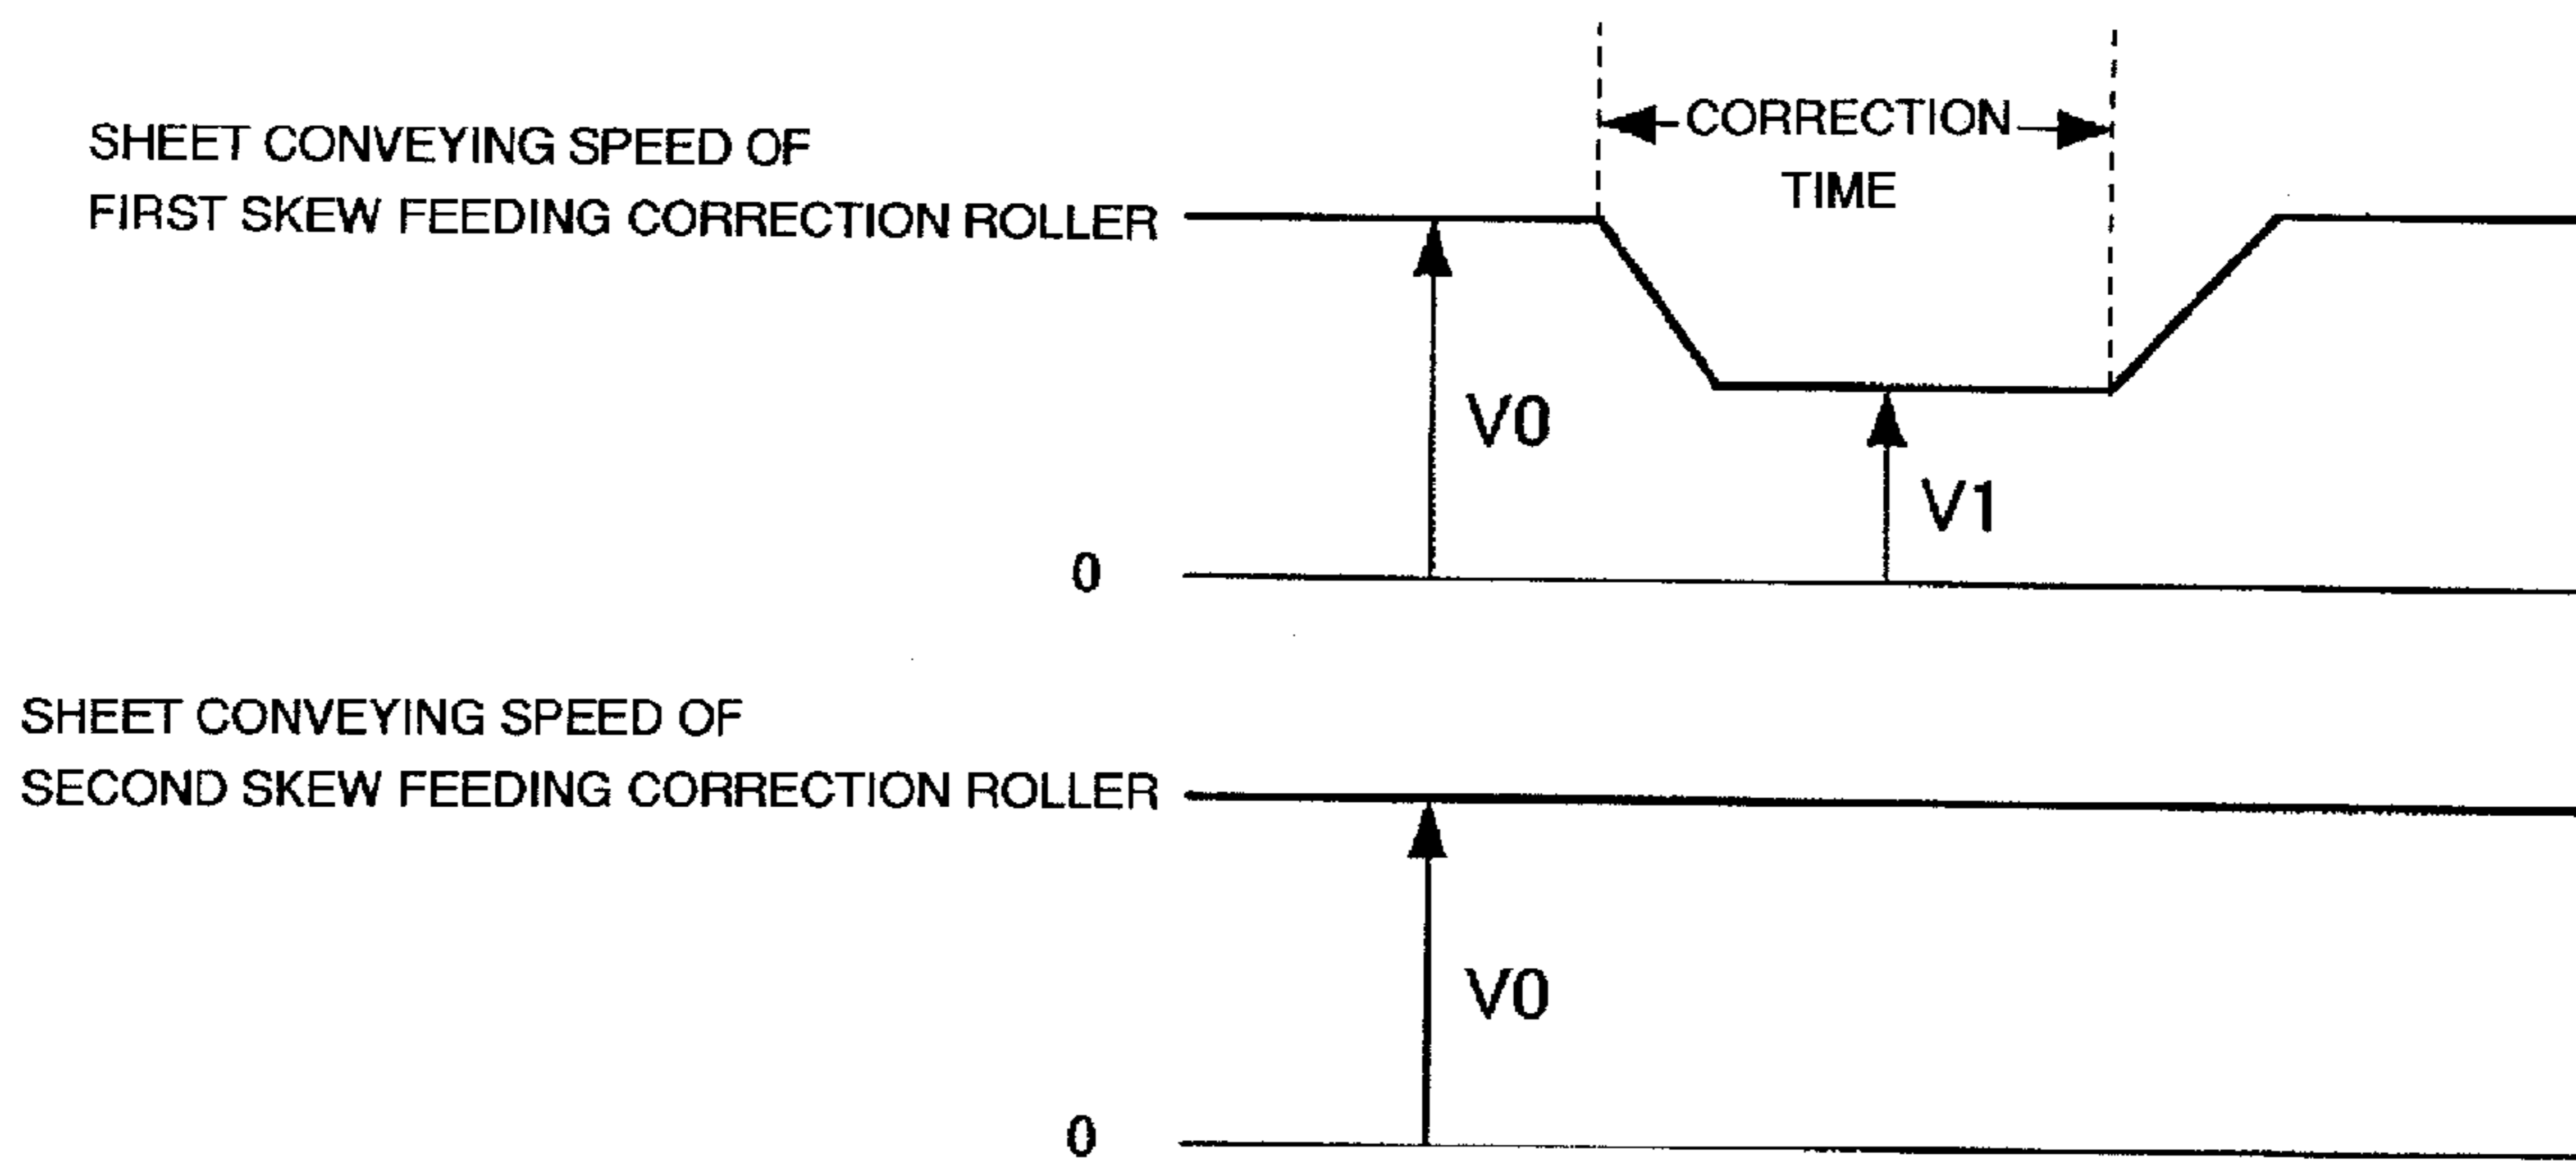 CORRECTION
TIME
SHEET CONVEYING SPEED OF
FIRST SKEW FEEDING CORRECTION ROLLER
V0
V1
0
SHEET CONVEYING SPEED OF
SECOND SKEW FEEDING CORRECTION ROLLER
V0
0